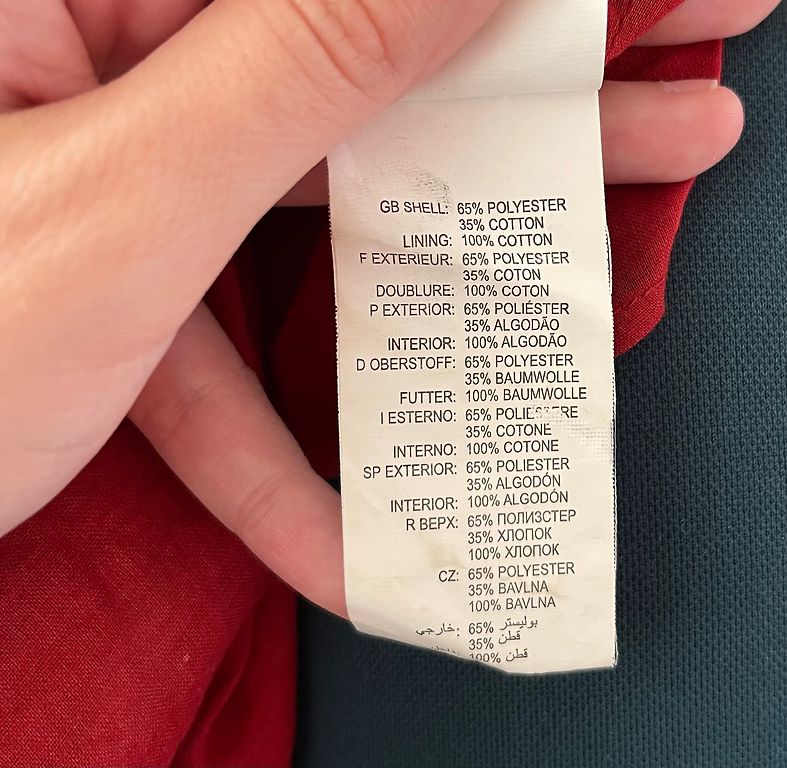 GB SHELL: 65% POLYESTER
35% COTTON
LINING: 100% COTTON
F EXTERIEUR: 65% POLYESTER
35% COTON
DOUBLURE: 100% COTON
P EXTERIOR: 65% POLIÉSTER
35% ALGODÃO
INTERIOR: 100% ALGODÃO
D OBERSTOFF: 65% POLYESTER
35% BAUMWOLLE
FUTTER: 100% BAUMWOLLE
I ESTERNO: 65% POLIESTERE
35% COTONE
INTERNO: 100% COTONE
SP EXTERIOR: 65% POLIESTER
35% ALGODÓN
INTERIOR: 100% ALGODÓN
R ВЕРХ: 65% ПОЛИЗСТЕР
35% ХЛОПОК
100% ХЛОПОК
CZ: 65% POLYESTER
35% BAVLNA
100% BAVLNA
خارجي: 65% بوليستر
35% قطن
100% قطن